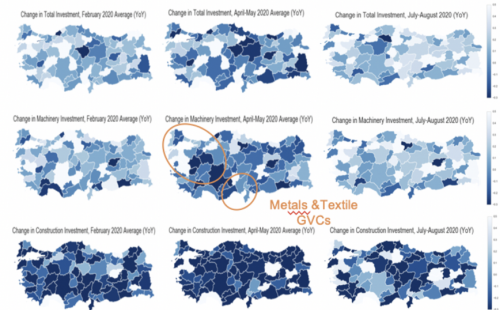 Change in Total Investment, February 2020 Average (YoY)
Change in Total Investment, April-May 2020 Average (YoY)
Change in Total Investment, July-August 2020 (YoY)
Change in Machinery Investment, February 2020 Average (YoY)
Change in Machinery Investment, April-May 2020 Average (YoY)
Change in Machinery Investment, July-August 2020 (YoY)
Metals &Textile
GVCs
Change in Construction Investment, February 2020 Average (YoY)
Change in Construction Investment, April-May 2020 Average (YoY)
Change in Construction Investment, July-August 2020 (YoY)